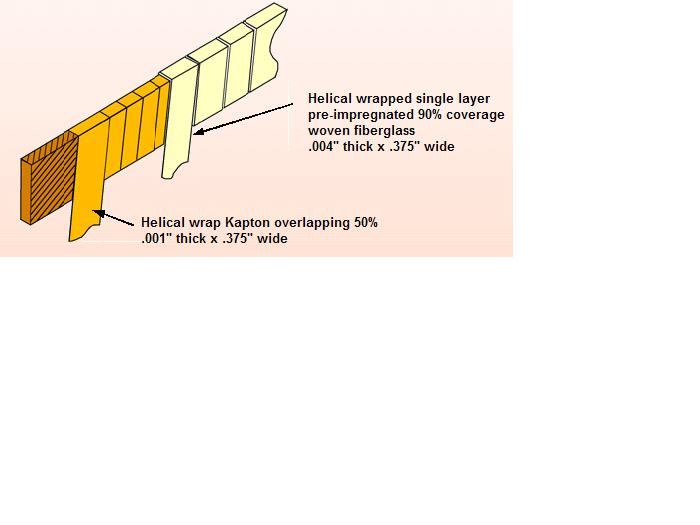 Helical wrapped single layer
pre-impregnated 90% coverage
woven fiberglass
.004" thick x .375" wide
Helical wrap Kapton overlapping 50%
.001" thick x .375" wide